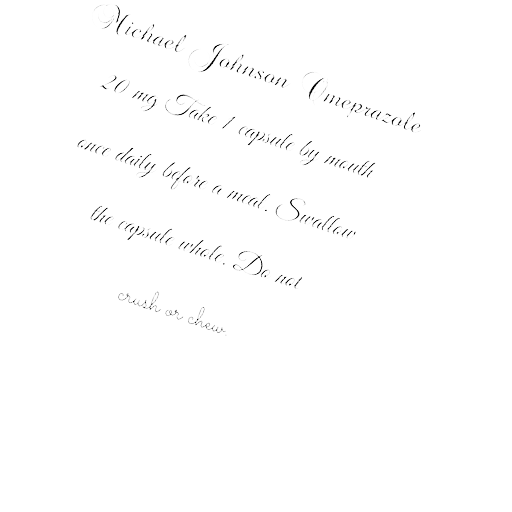 Michael Johnson Omeprazole
20 mg Take 1 capsule by mouth
once daily before a meal. Swallow
the capsule whole. Do not
crush or chew.